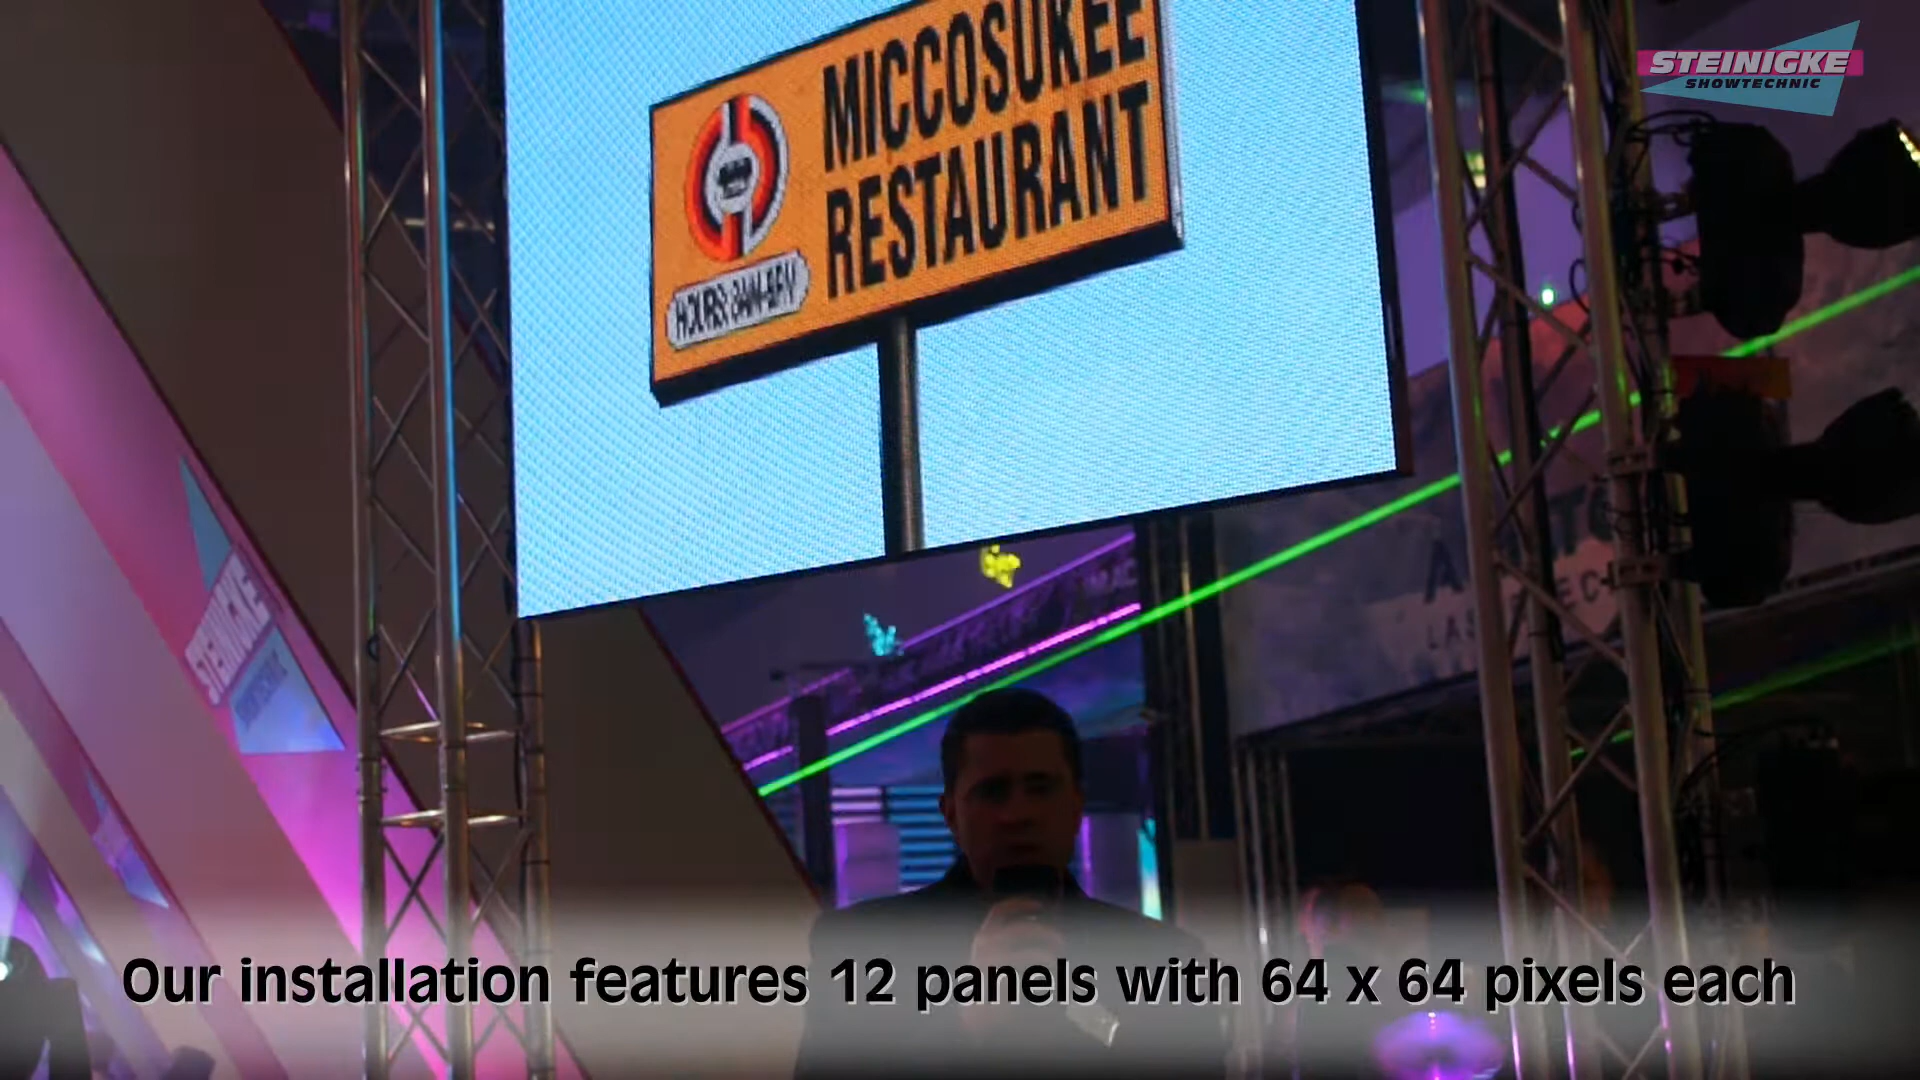 STEINIGKE
SHOWTECHNIC
MICCOSUKEE
RESTAURANT
STEINIGKE
Our installation features 12 panels with 64 x 64 pixels each